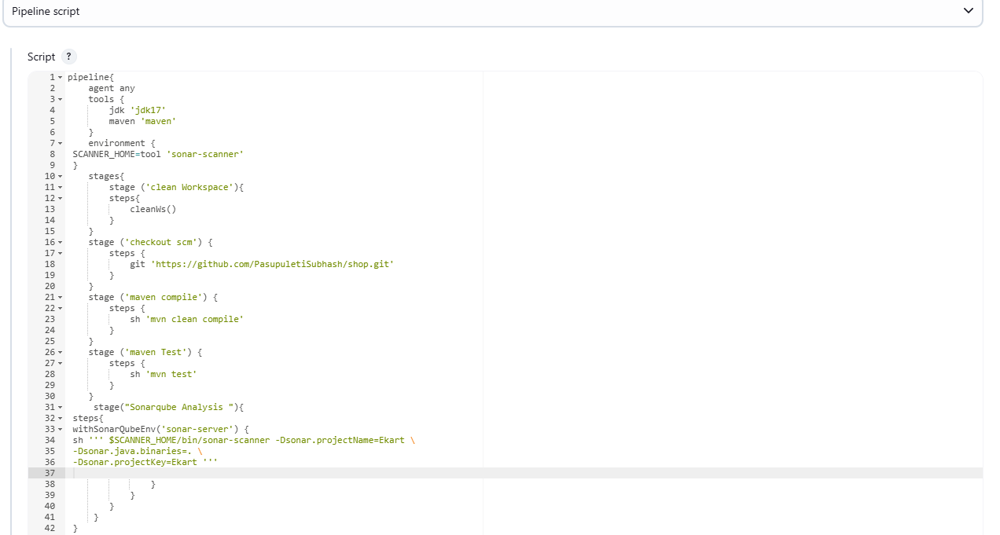 Pipeline script
Script ?
1 pipeline{
2     agent any
3     tools {
4         jdk 'jdk17'
5         maven 'maven'
6     }
7     environment {
8  SCANNER_HOME=tool 'sonar-scanner'
9  }
10     stages{
11         stage ('clean Workspace'){
12         steps{
13             cleanWs()
14         }
15     }
16     stage ('checkout scm') {
17         steps {
18             git 'https://github.com/PasupuletiSubhash/shop.git'
19         }
20     }
21     stage ('maven compile') {
22         steps {
23             sh 'mvn clean compile'
24         }
25     }
26     stage ('maven Test') {
27         steps {
28             sh 'mvn test'
29         }
30     }
31      stage("Sonarqube Analysis "){
32  steps{
33  withSonarQubeEnv('sonar-server') {
34  sh ''' $SCANNER_HOME/bin/sonar-scanner -Dsonar.projectName=Ekart \
35  -Dsonar.java.binaries=. \
36  -Dsonar.projectKey=Ekart '''
37
38                 }
39             }
40         }
41      }
42  }